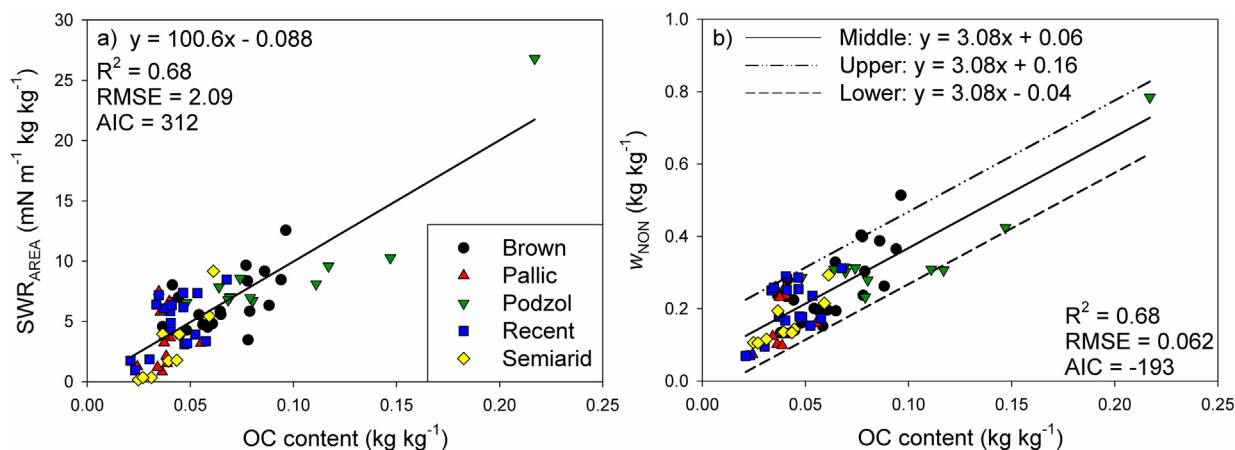 a) y = 100.6x - 0.088
R² = 0.68
RMSE = 2.09
AIC = 312
SWR_AREA (mN m⁻¹ kg kg⁻¹)
30
25
20
15
10
5
0
Brown
Pallic
Podzol
Recent
Semiarid
0.00 0.05 0.10 0.15 0.20 0.25
OC content (kg kg⁻¹)
b)
Middle: y = 3.08x + 0.06
Upper: y = 3.08x + 0.16
Lower: y = 3.08x - 0.04
w_NON (kg kg⁻¹)
1.0
0.8
0.6
0.4
0.2
0.0
R² = 0.68
RMSE = 0.062
AIC = -193
0.00 0.05 0.10 0.15 0.20 0.25
OC content (kg kg⁻¹)